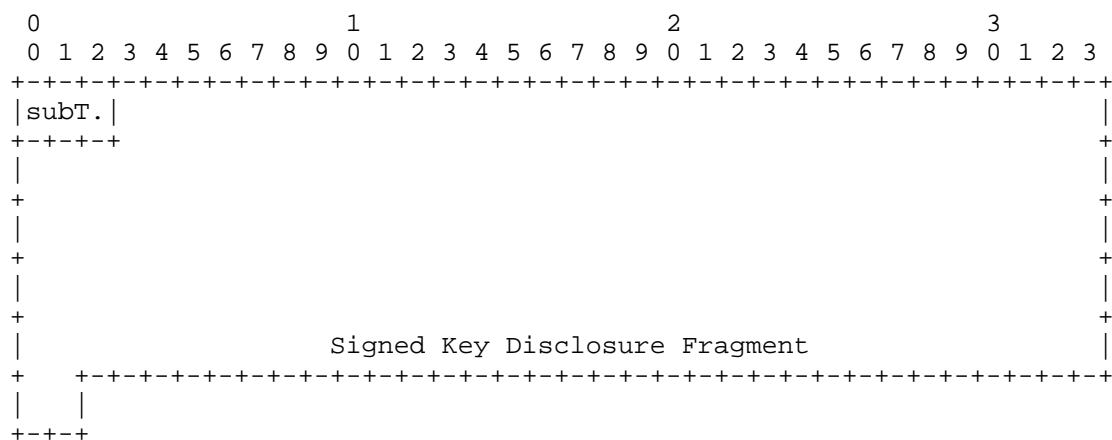 0                   1                   2                   3
 0 1 2 3 4 5 6 7 8 9 0 1 2 3 4 5 6 7 8 9 0 1 2 3 4 5 6 7 8 9 0 1 2 3
+-+-+-+-+-+-+-+-+-+-+-+-+-+-+-+-+-+-+-+-+-+-+-+-+-+-+-+-+-+-+-+-+-+-+
|subT.|                                                             |
+-+-+-+                                                             +
|                                                                   |
+                                                                   +
|                                                                   |
+                                                                   +
|                                                                   |
+                                                                   +
|                   Signed Key Disclosure Fragment                  |
+   +-+-+-+-+-+-+-+-+-+-+-+-+-+-+-+-+-+-+-+-+-+-+-+-+-+-+-+-+-+-+-+-+
|   |
+-+-+